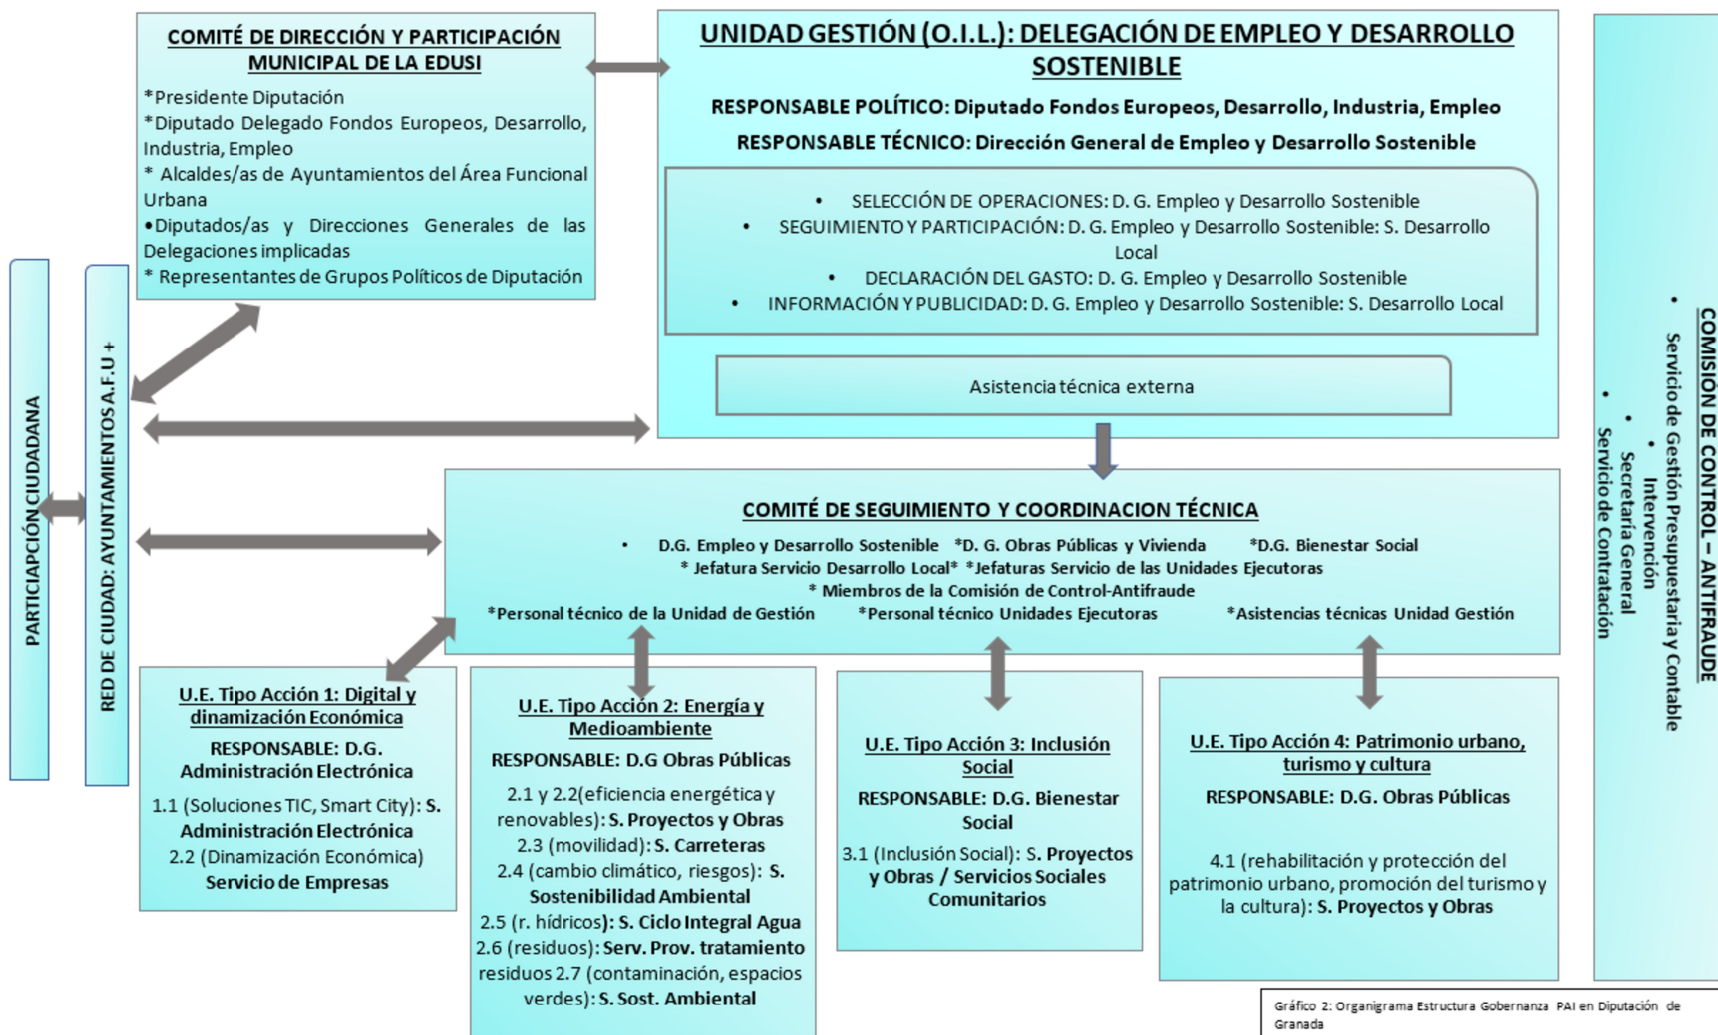 COMITÉ DE DIRECCIÓN Y PARTICIPACIÓN
MUNICIPAL DE LA EDUSI
*Presidente Diputación
*Diputado Delegado Fondos Europeos, Desarrollo,
Industria, Empleo
* Alcaldes/as de Ayuntamientos del Área Funcional
Urbana
•Diputados/as y Direcciones Generales de las
Delegaciones implicadas
* Representantes de Grupos Políticos de Diputación
UNIDAD GESTIÓN (O.I.L.): DELEGACIÓN DE EMPLEO Y DESARROLLO
SOSTENIBLE
RESPONSABLE POLÍTICO: Diputado Fondos Europeos, Desarrollo, Industria, Empleo
RESPONSABLE TÉCNICO: Dirección General de Empleo y Desarrollo Sostenible
• SELECCIÓN DE OPERACIONES: D. G. Empleo y Desarrollo Sostenible
• SEGUIMIENTO Y PARTICIPACIÓN: D. G. Empleo y Desarrollo Sostenible: S. Desarrollo
Local
• DECLARACIÓN DEL GASTO: D. G. Empleo y Desarrollo Sostenible
• INFORMACIÓN Y PUBLICIDAD: D. G. Empleo y Desarrollo Sostenible: S. Desarrollo Local
Asistencia técnica externa
COMISIÓN DE CONTROL – ANTIFRAUDE
• Servicio de Gestión Presupuestaria y Contable
• Intervención
• Secretaría General
• Servicio de Contratación
PARTICIAPCIÓN CIUDADANA
RED DE CIUDAD: AYUNTAMIENTOS A.F.U +
COMITÉ DE SEGUIMIENTO Y COORDINACION TÉCNICA
• D.G. Empleo y Desarrollo Sostenible *D. G. Obras Públicas y Vivienda *D.G. Bienestar Social
* Jefatura Servicio Desarrollo Local* *Jefaturas Servicio de las Unidades Ejecutoras
* Miembros de la Comisión de Control-Antifraude
*Personal técnico de la Unidad de Gestión *Personal técnico Unidades Ejecutoras *Asistencias técnicas Unidad Gestión
U.E. Tipo Acción 1: Digital y
dinamización Económica
RESPONSABLE: D.G.
Administración Electrónica
1.1 (Soluciones TIC, Smart City): S.
Administración Electrónica
2.2 (Dinamización Económica)
Servicio de Empresas
U.E. Tipo Acción 2: Energía y
Medioambiente
RESPONSABLE: D.G Obras Públicas
2.1 y 2.2(eficiencia energética y
renovables): S. Proyectos y Obras
2.3 (movilidad): S. Carreteras
2.4 (cambio climático, riesgos): S.
Sostenibilidad Ambiental
2.5 (r. hídricos): S. Ciclo Integral Agua
2.6 (residuos): Serv. Prov. tratamiento
residuos 2.7 (contaminación, espacios
verdes): S. Sost. Ambiental
U.E. Tipo Acción 3: Inclusión
Social
RESPONSABLE: D.G. Bienestar
Social
3.1 (Inclusión Social): S. Proyectos
y Obras / Servicios Sociales
Comunitarios
U.E. Tipo Acción 4: Patrimonio urbano,
turismo y cultura
RESPONSABLE: D.G. Obras Públicas
4.1 (rehabilitación y protección del
patrimonio urbano, promoción del turismo y
la cultura): S. Proyectos y Obras
Gráfico 2: Organigrama Estructura Gobernanza PAI en Diputación de
Granada